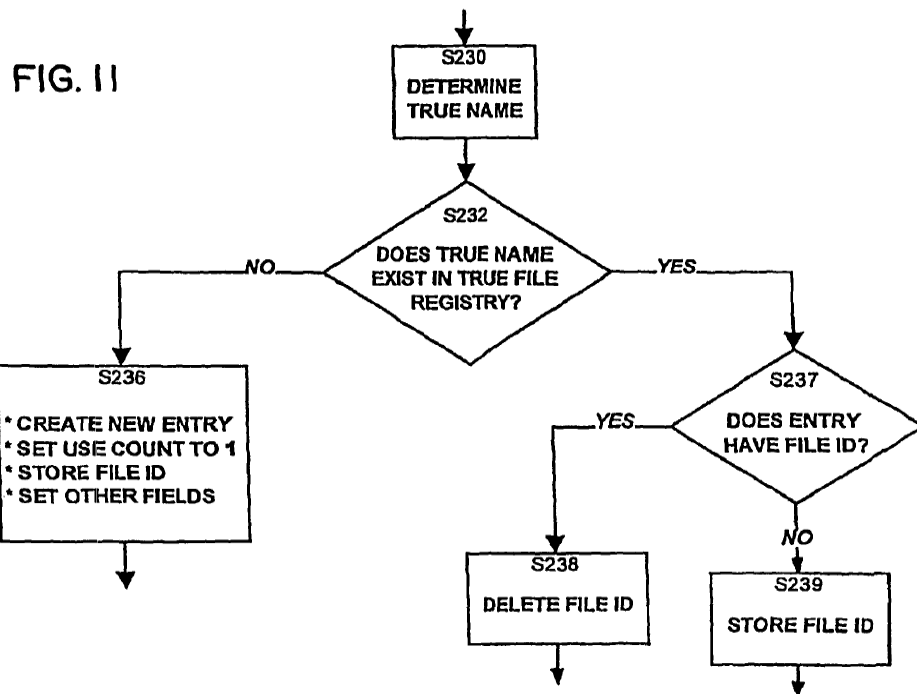 FIG. 11
S230
DETERMINE
TRUE NAME
S232
DOES TRUE NAME
EXIST IN TRUE FILE
REGISTRY?
NO
YES
S236
* CREATE NEW ENTRY
* SET USE COUNT TO 1
* STORE FILE ID
* SET OTHER FIELDS
S237
DOES ENTRY
HAVE FILE ID?
YES
NO
S238
DELETE FILE ID
S239
STORE FILE ID